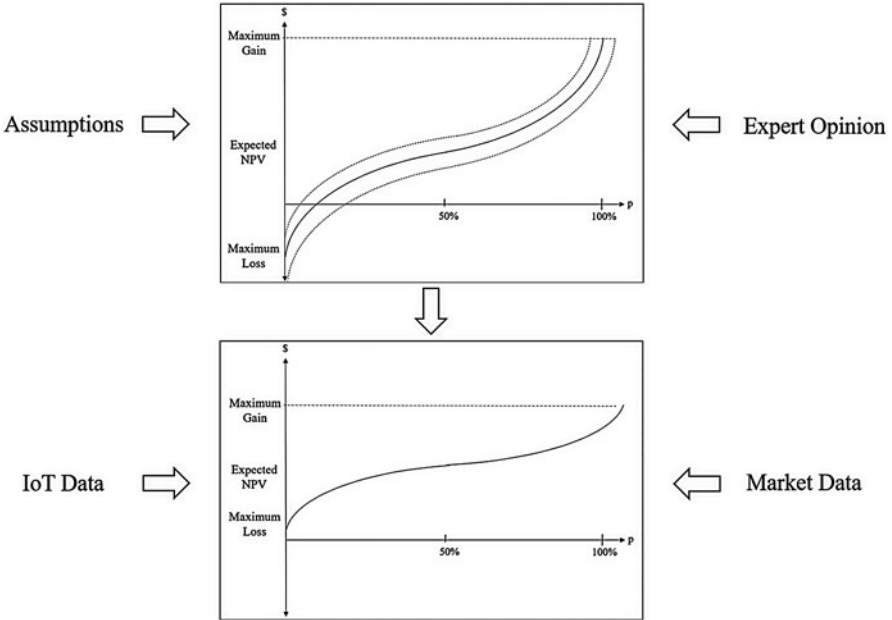 $
Maximum
Gain
Assumptions
Expert Opinion
Expected
NPV
P
50%
100%
Maximum
Loss
$
Maximum
Gain
Expected
NPV
IoT Data
Market Data
Maximum
Loss
P
50%
100%